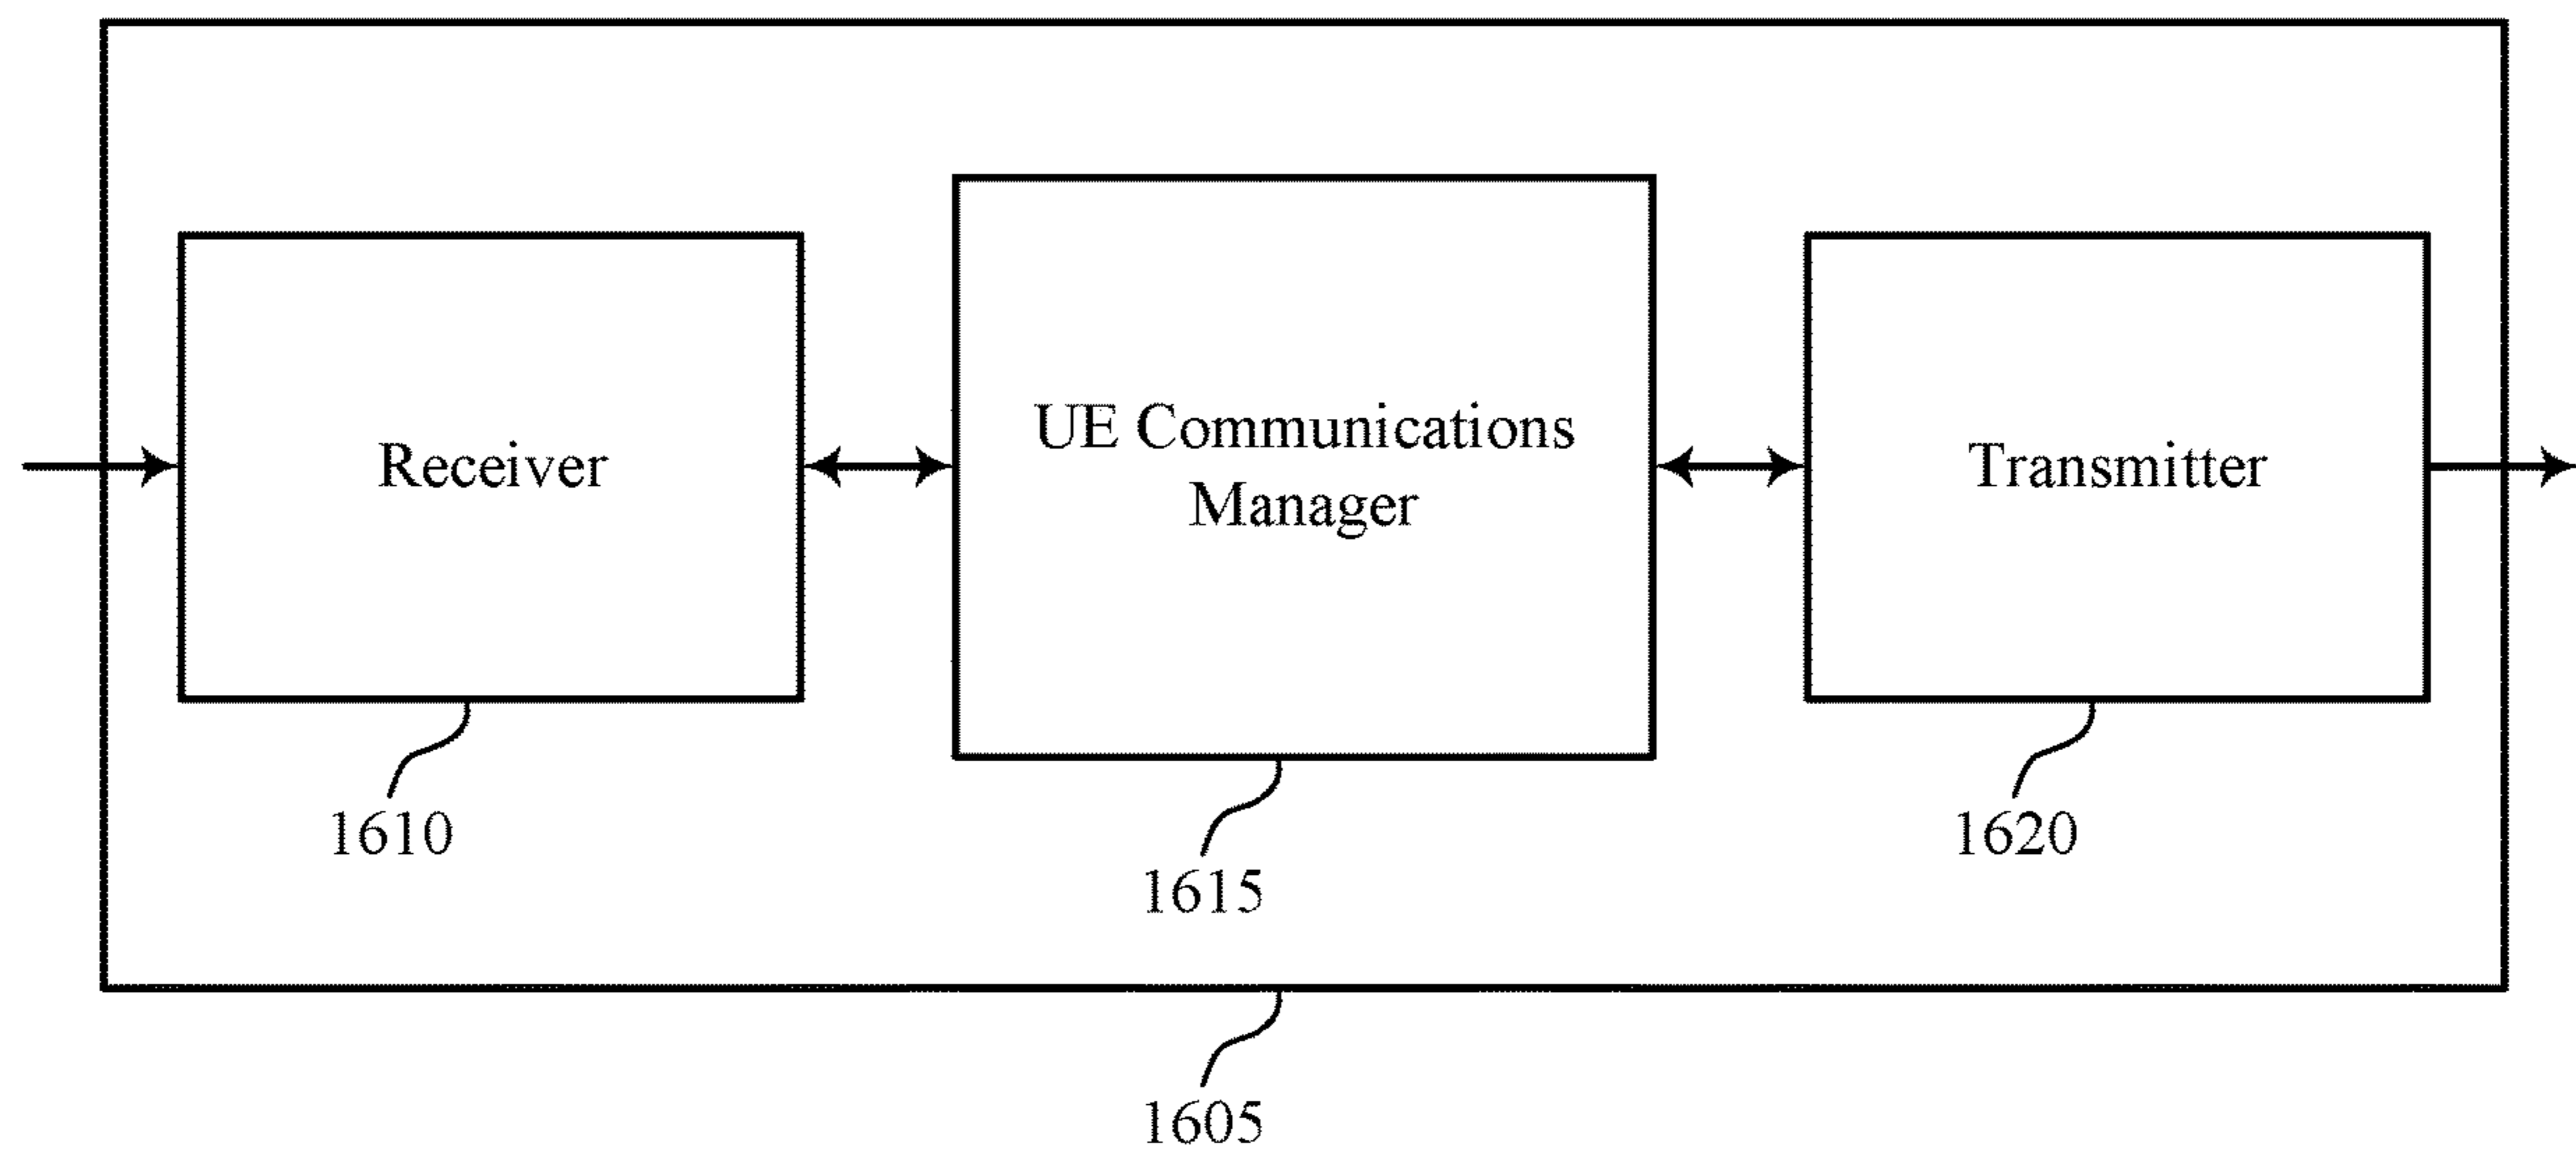 Receiver
UE Communications
Manager
Transmitter
1610
1615
1620
1605